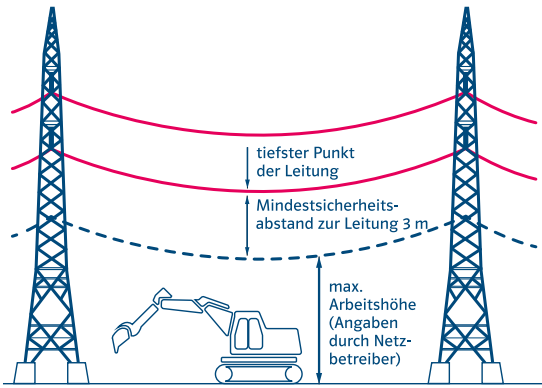 tiefster Punkt
der Leitung
Mindestsicherheits-
abstand zur Leitung 3 m
max.
Arbeitshöhe
(Angaben
durch Netz-
betreiber)